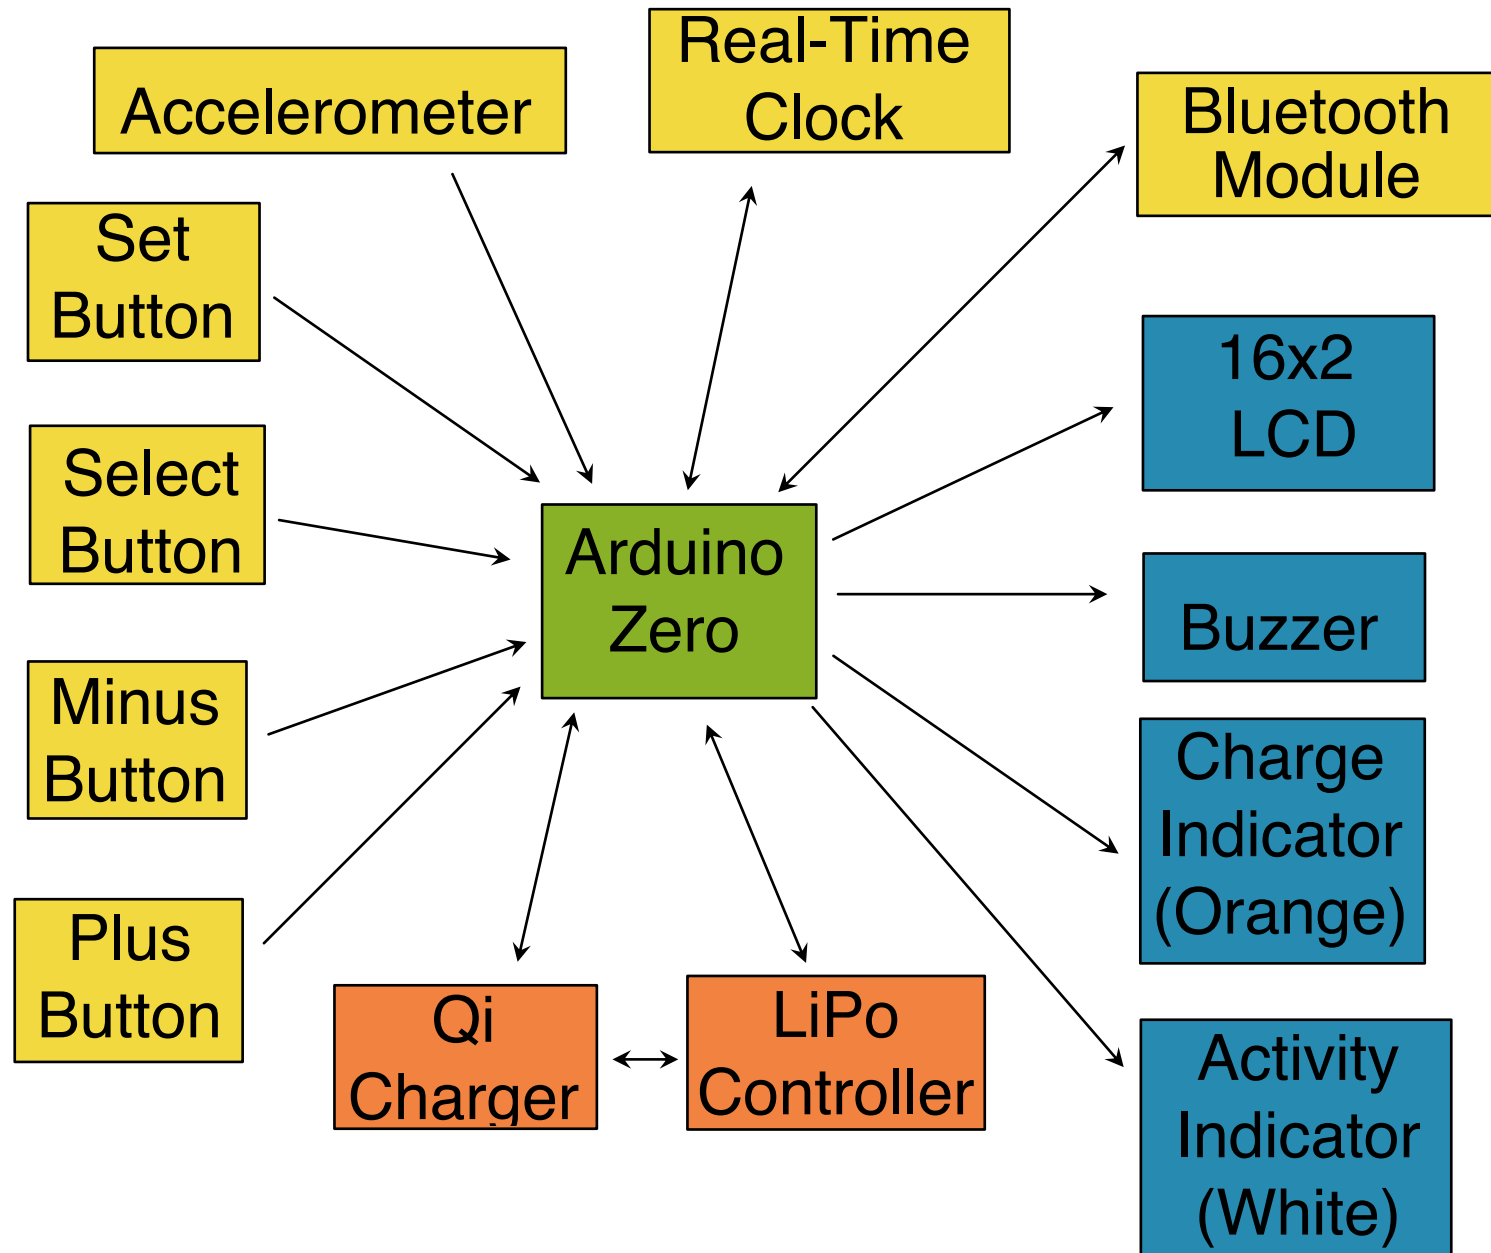 Accelerometer
Real-Time
Clock
Bluetooth
Module
Set
Button
16x2
LCD
Select
Button
Arduino
Zero
Buzzer
Minus
Button
Charge
Indicator
(Orange)
Plus
Button
Qi
Charger
LiPo
Controller
Activity
Indicator
(White)